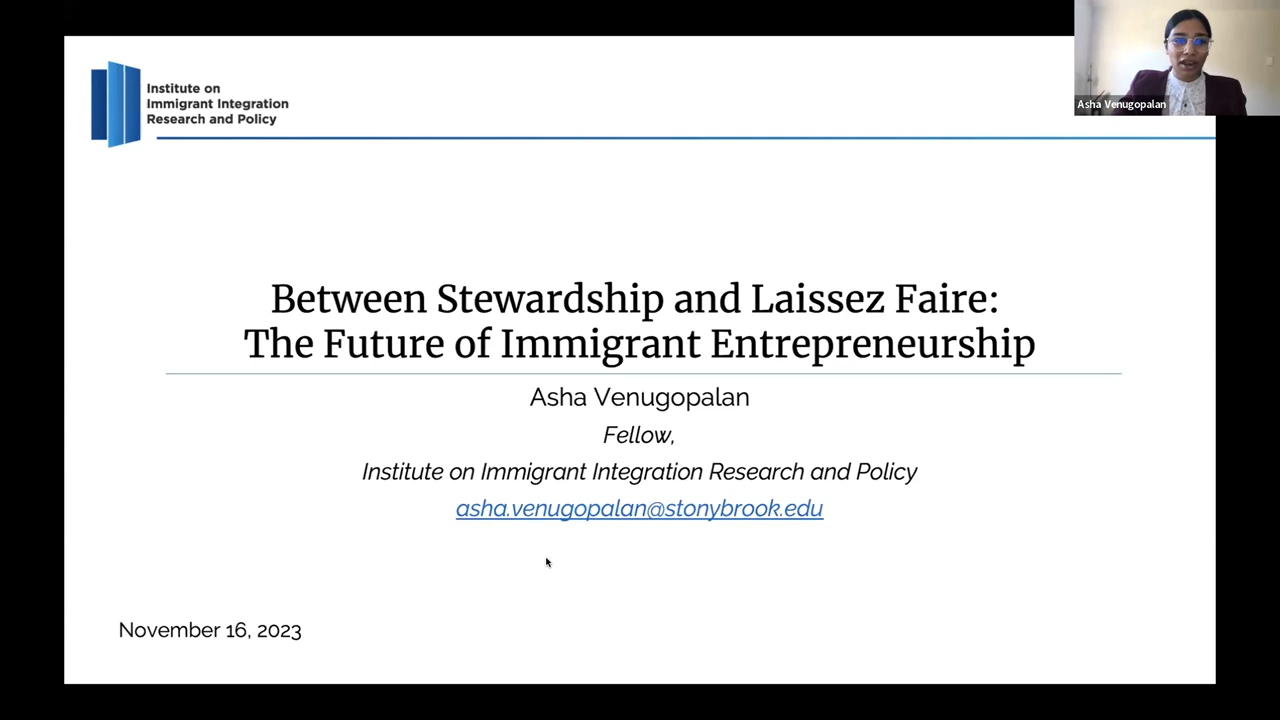 Institute on
Immigrant Integration
Research and Policy
Asha Venugopalan
Between Stewardship and Laissez Faire:
The Future of Immigrant Entrepreneurship
Asha Venugopalan
Fellow,
Institute on Immigrant Integration Research and Policy
asha.venugopalan@stonybrook.edu
November 16, 2023